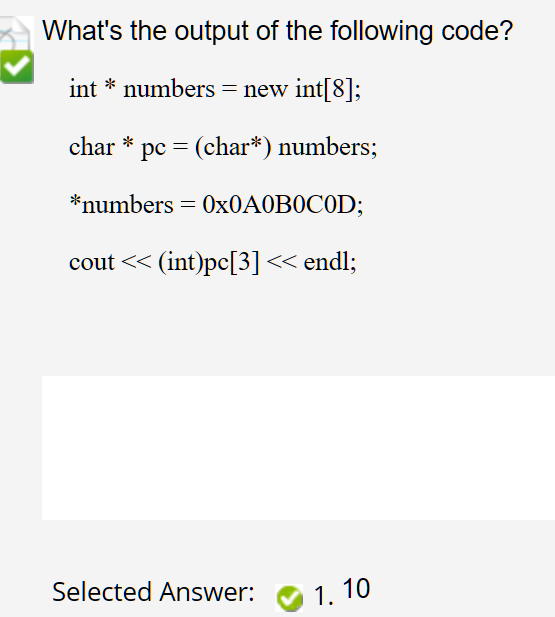 What's the output of the following code?
int * numbers = new int[8];
char * pc = (char*) numbers;
*numbers = 0x0A0B0C0D;
cout << (int)pc[3] << endl;
Selected Answer: 1. 10